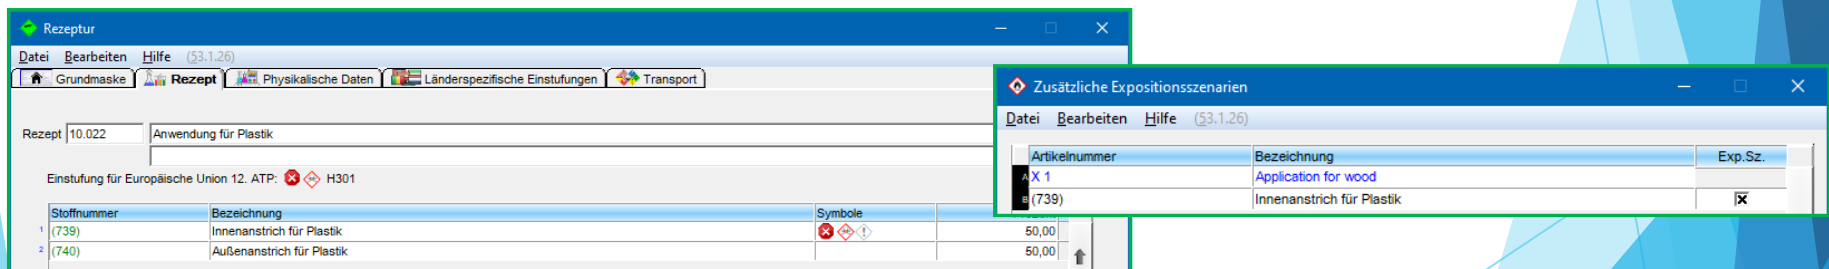 Rezeptur
Datei Bearbeiten Hilfe (53.1.26)
Grundmaske Rezept Physikalische Daten Länderspezifische Einstufungen Transport
Rezept 10.022 Anwendung für Plastik
Einstufung für Europäische Union 12. ATP: H301
Stoffnummer Bezeichnung Symbole
1 (739) Innenanstrich für Plastik 50,00
2 (740) Außenanstrich für Plastik 50,00
Zusätzliche Expositionsszenarien
Datei Bearbeiten Hilfe (53.1.26)
Artikelnummer Bezeichnung Exp.Sz.
A X 1 Application for wood
B (739) Innenanstrich für Plastik